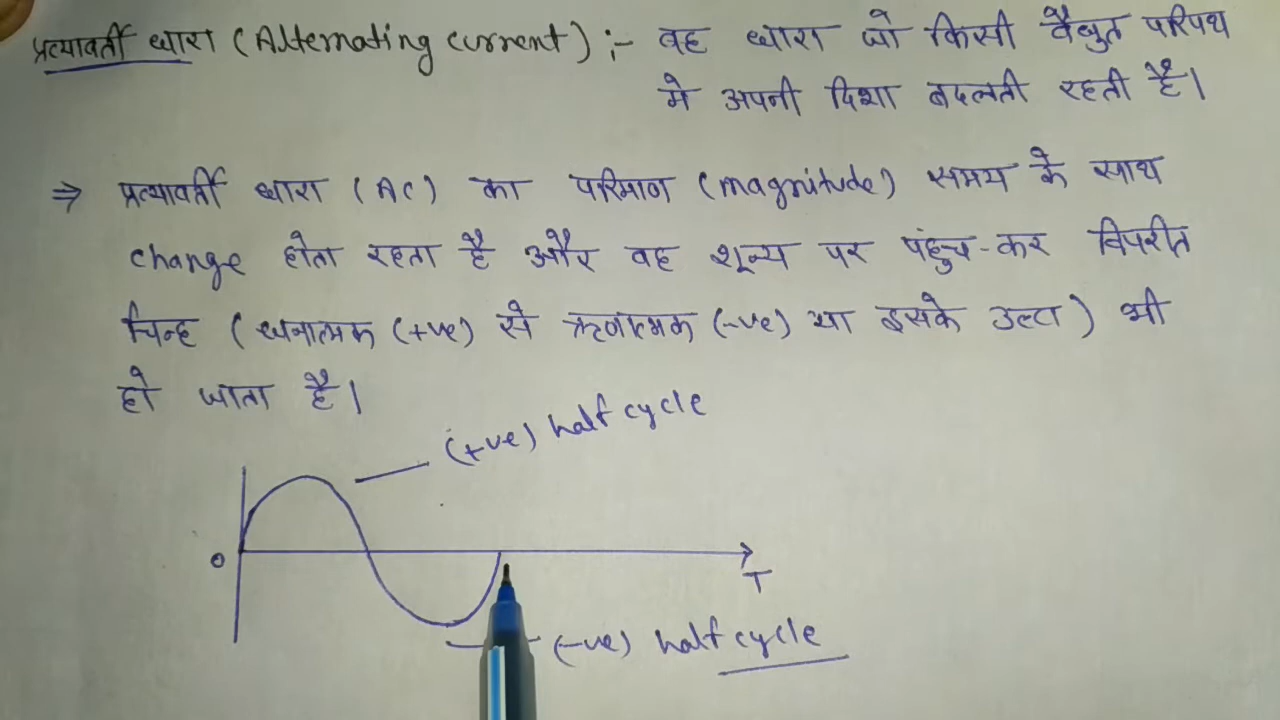 प्रत्यावर्ती धारा (Alternating current) :- वह धारा जो किसी वैधुत परिपथ
मे अपनी दिशा बदलती रहती है।
⇒ प्रत्यावर्ती धारा (AC) का परिमाण (magnitude) समय के साथ
change होता रहता है और वह शून्य पर पहुंच-कर विपरीत
चिन्ह (धनात्मक (+ve) से ऋणात्मक (-ve) या इसके उल्टा) भी
हो जाता है।
(+ve) half cycle
0
T
(-ve) half cycle